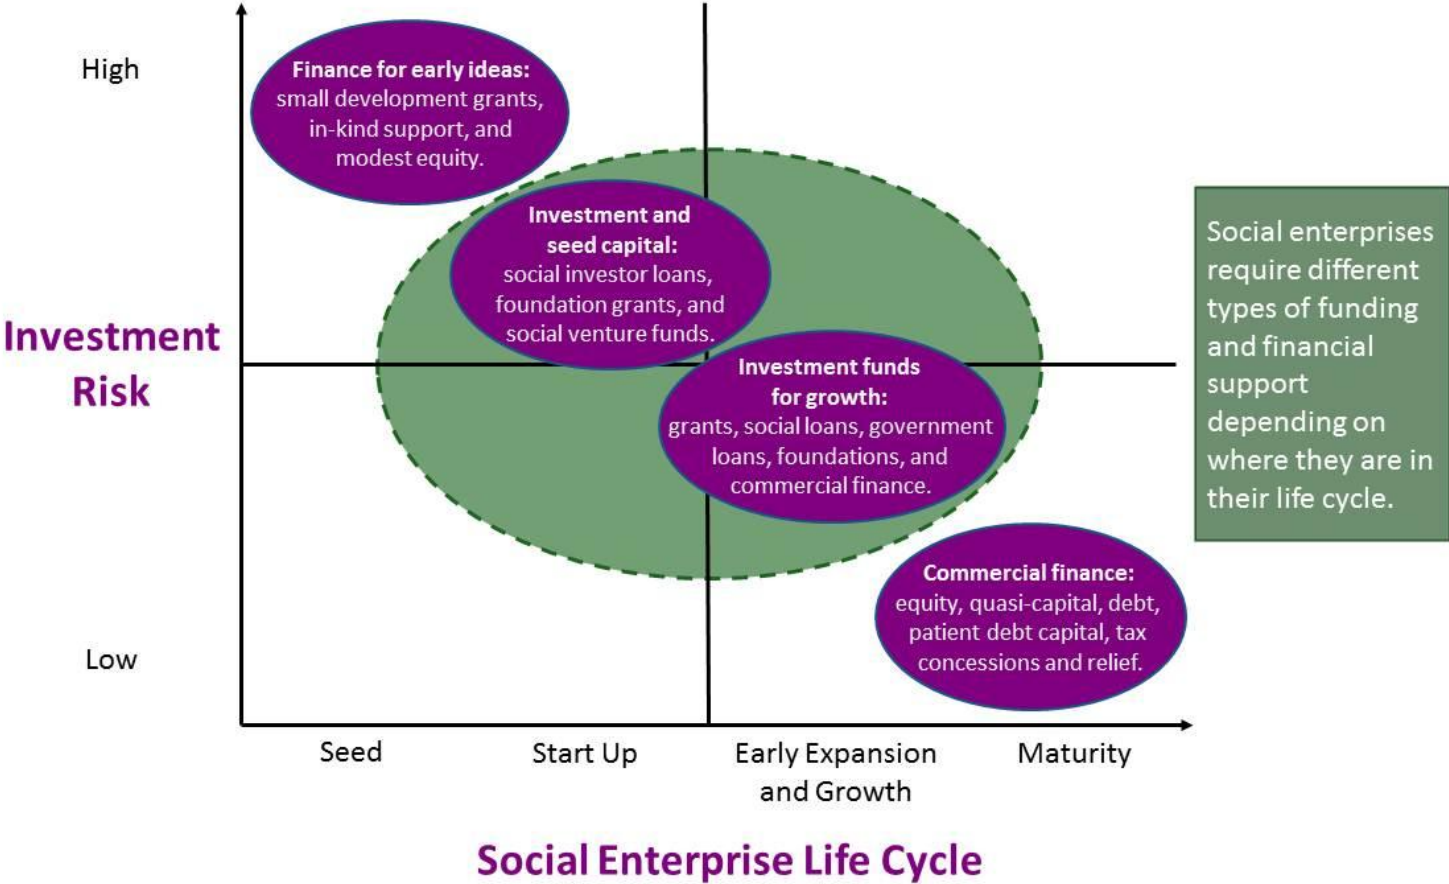 High
Finance for early ideas:
small development grants,
in-kind support, and
modest equity.
Investment and
seed capital:
social investor loans,
foundation grants, and
social venture funds.
Social enterprises
require different
types of funding
and financial
support
depending on
where they are in
their life cycle.
Investment
Risk
Investment funds
for growth:
grants, social loans, government
loans, foundations, and
commercial finance.
Commercial finance:
equity, quasi-capital, debt,
patient debt capital, tax
concessions and relief.
Low
Seed
Start Up
Early Expansion
and Growth
Maturity
Social Enterprise Life Cycle